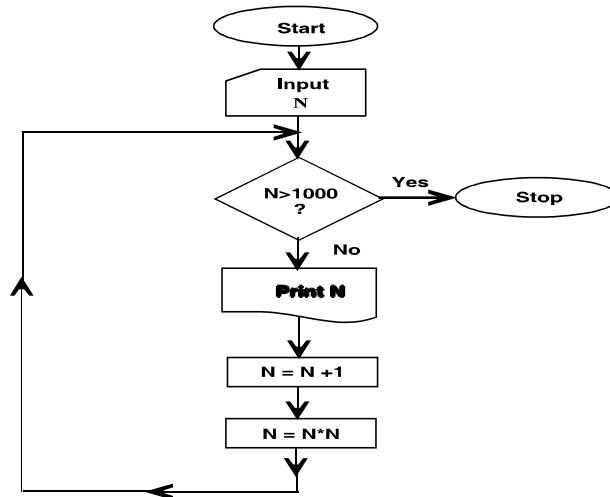 Start
Input
N
N>1000
?
Yes
Stop
No
Print N
N = N +1
N = N*N